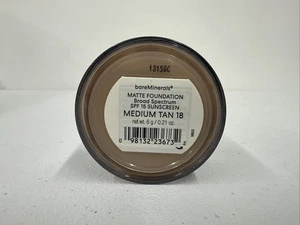 13150C
bareMinerals®
MATTE FOUNDATION
Broad Spectrum
SPF 15 SUNSCREEN
MEDIUM TAN 18
net wt. 6 g / 0.21 oz.
0 98132 23673